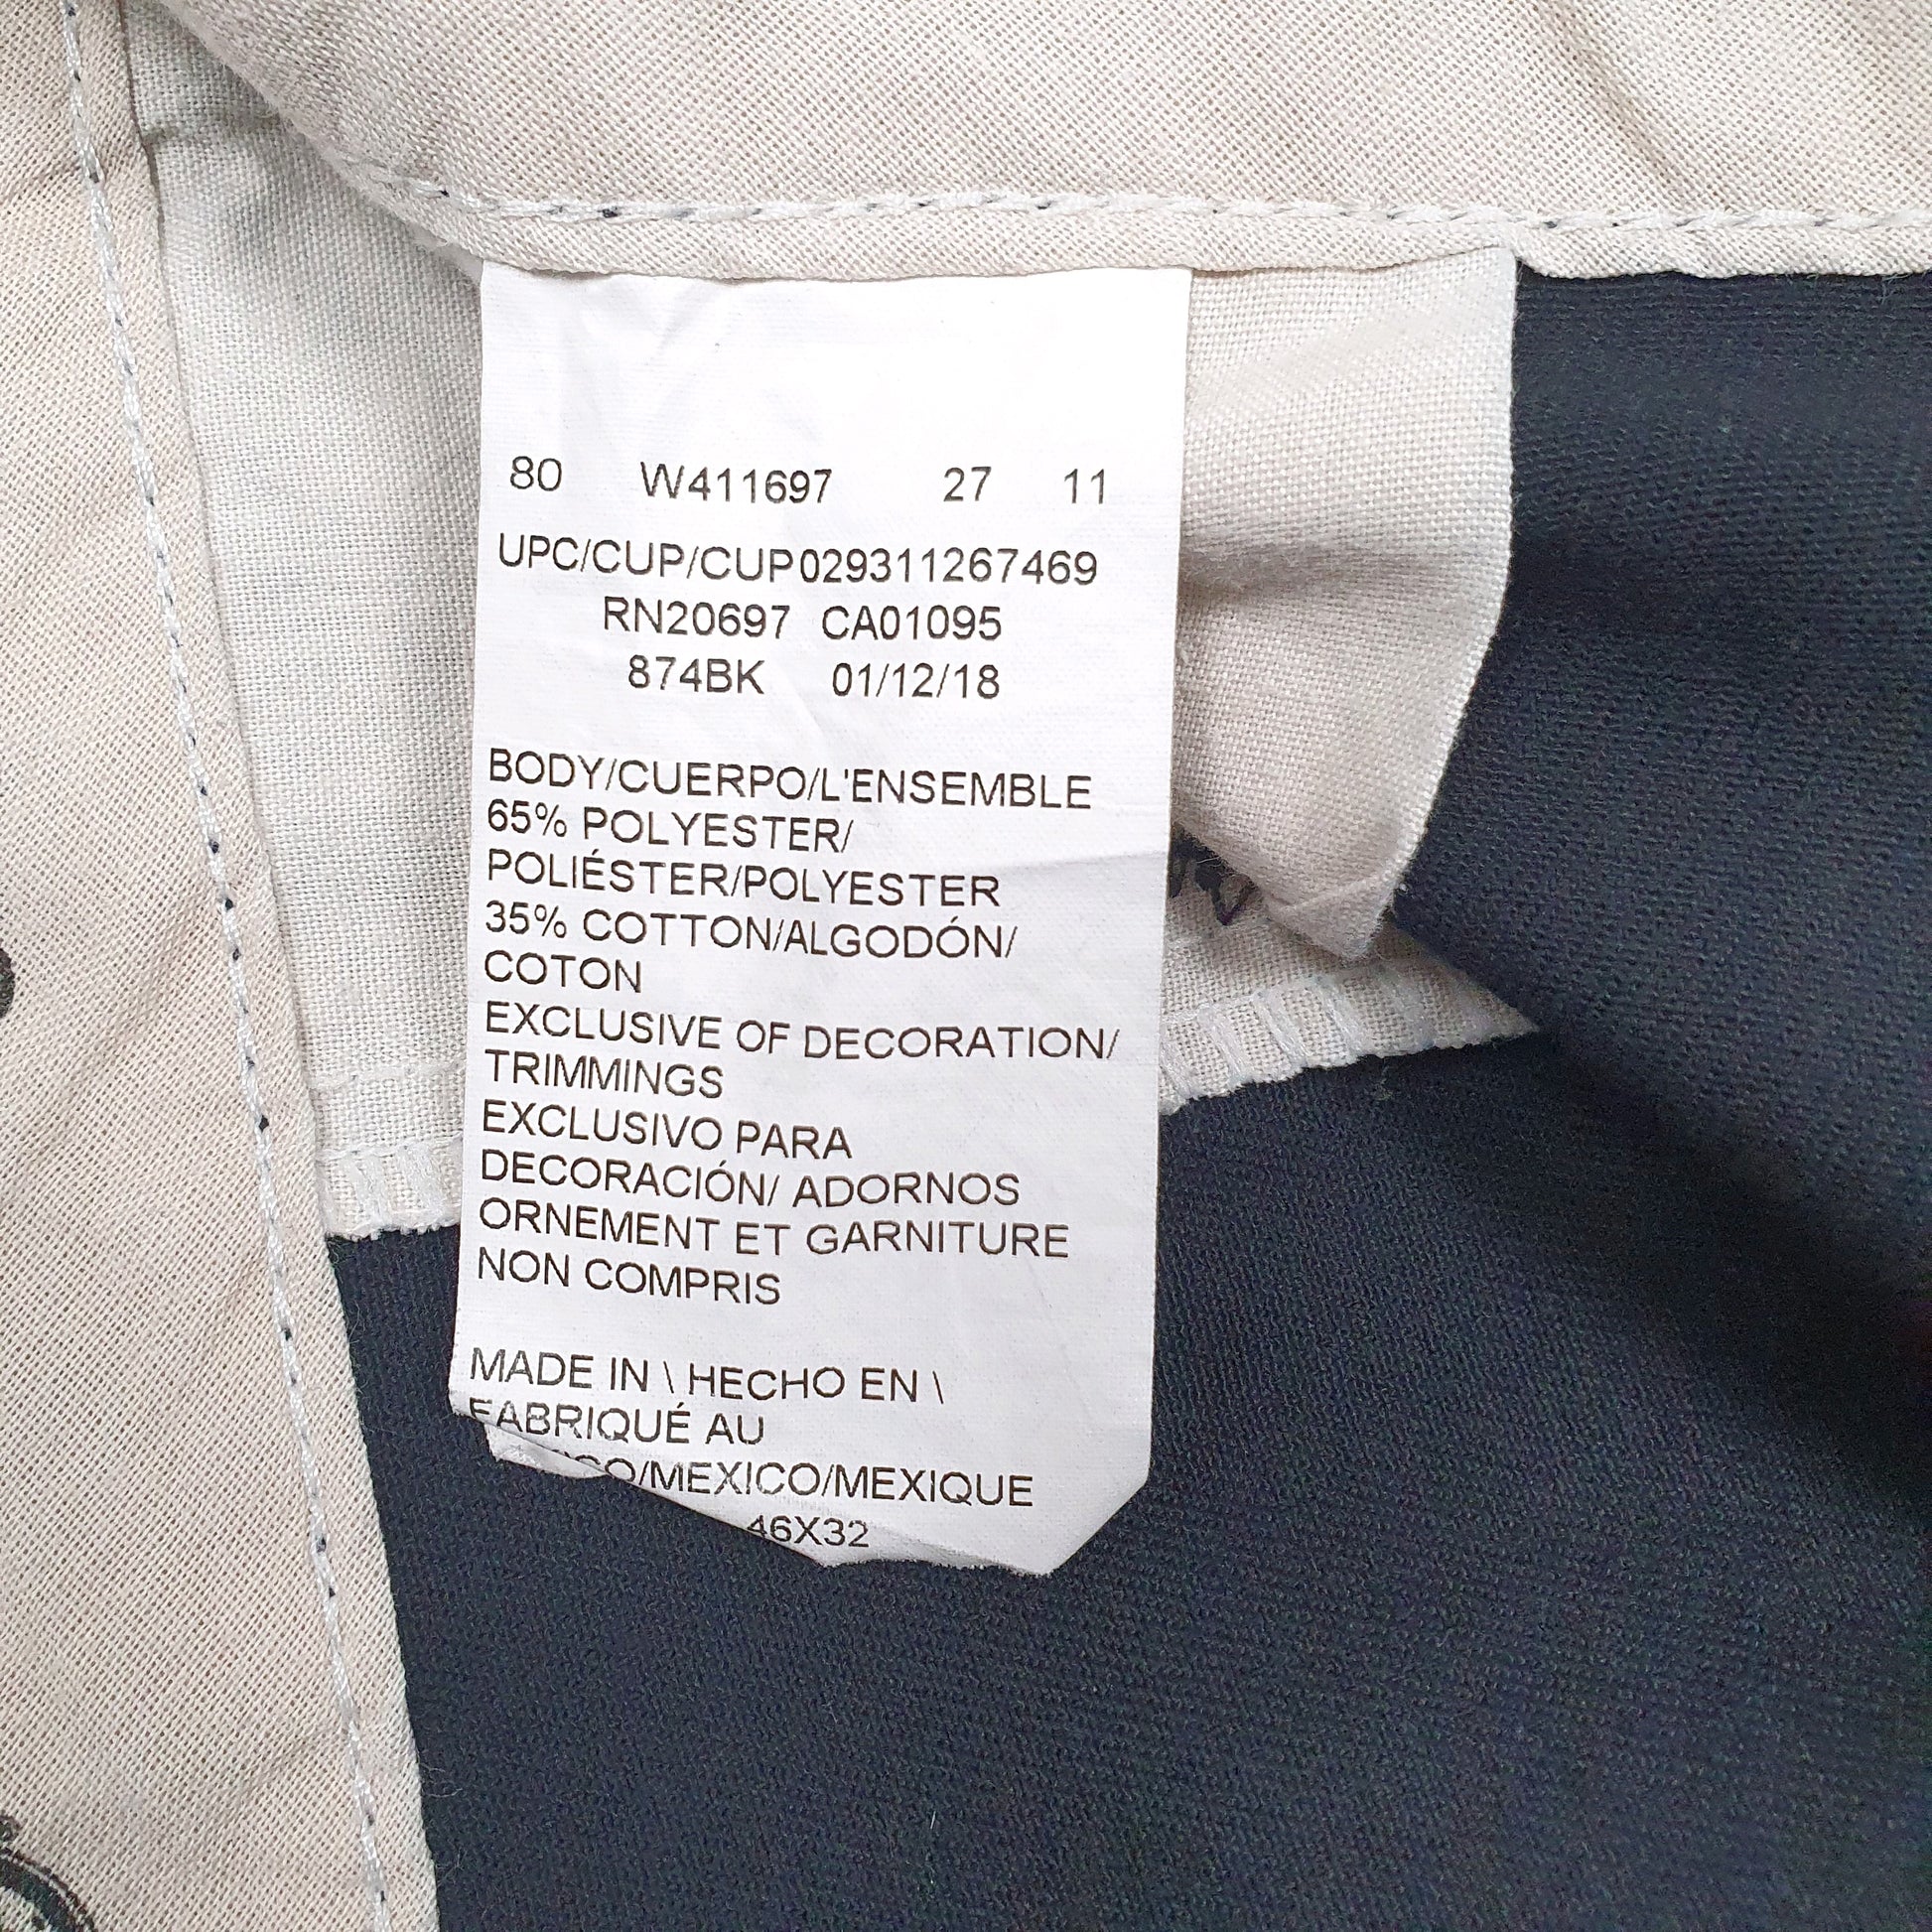 80 W411697 27 11
UPC/CUP/CUP029311267469
RN20697 CA01095
874BK 01/12/18
BODY/CUERPO/L'ENSEMBLE
65% POLYESTER/
POLIÉSTER/POLYESTER
35% COTTON/ALGODÓN/
COTON
EXCLUSIVE OF DECORATION/
TRIMMINGS
EXCLUSIVO PARA
DECORACIÓN/ ADORNOS
ORNEMENT ET GARNITURE
NON COMPRIS
MADE IN \ HECHO EN \
FABRIQUÉ AU
/MEXICO/MEXIQUE
46X32